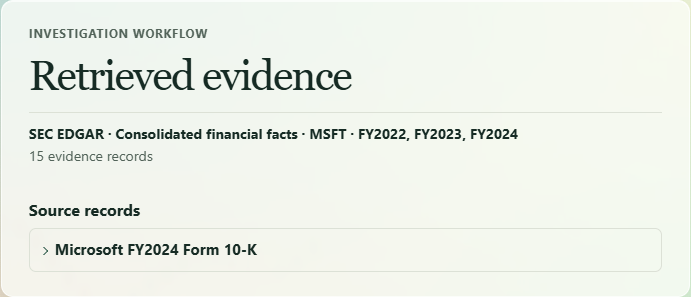 INVESTIGATION WORKFLOW
Retrieved evidence
SEC EDGAR · Consolidated financial facts · MSFT · FY2022, FY2023, FY2024
15 evidence records
Source records
› Microsoft FY2024 Form 10-K